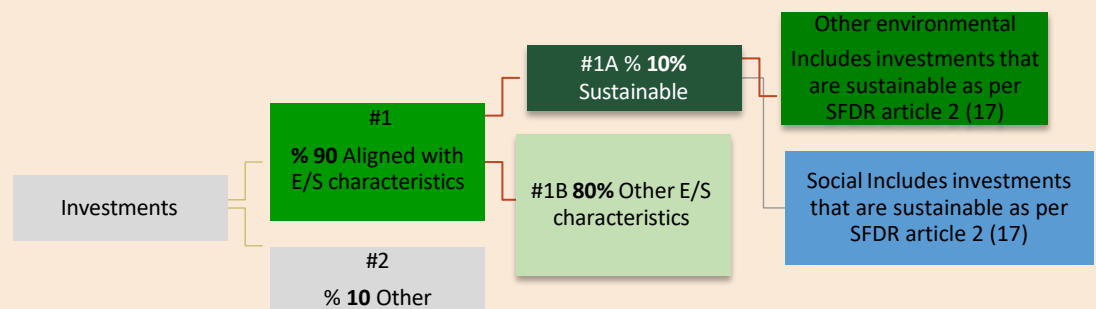 Investments
#1
% 90 Aligned with
E/S characteristics
#2
% 10 Other
#1A % 10%
Sustainable
#1B 80% Other E/S
characteristics
Other environmental
Includes investments that
are sustainable as per
SFDR article 2 (17)
Social Includes investments
that are sustainable as per
SFDR article 2 (17)